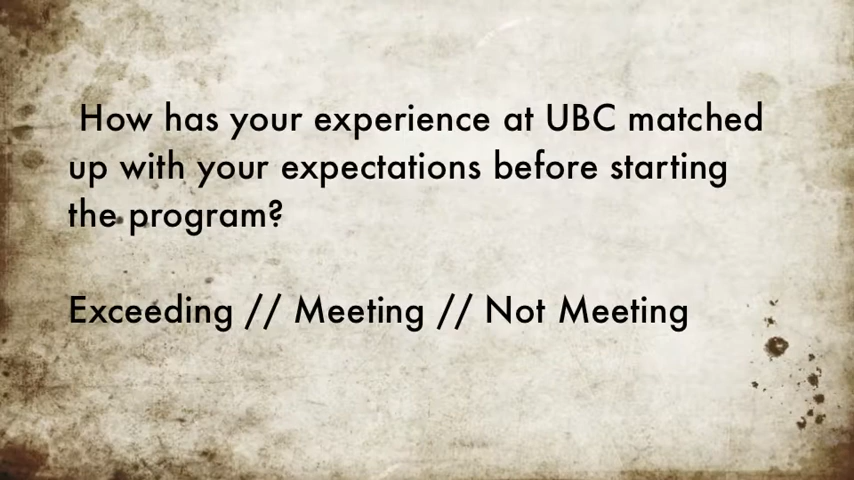 How has your experience at UBC matched
up with your expectations before starting
the program?
Exceeding // Meeting // Not Meeting